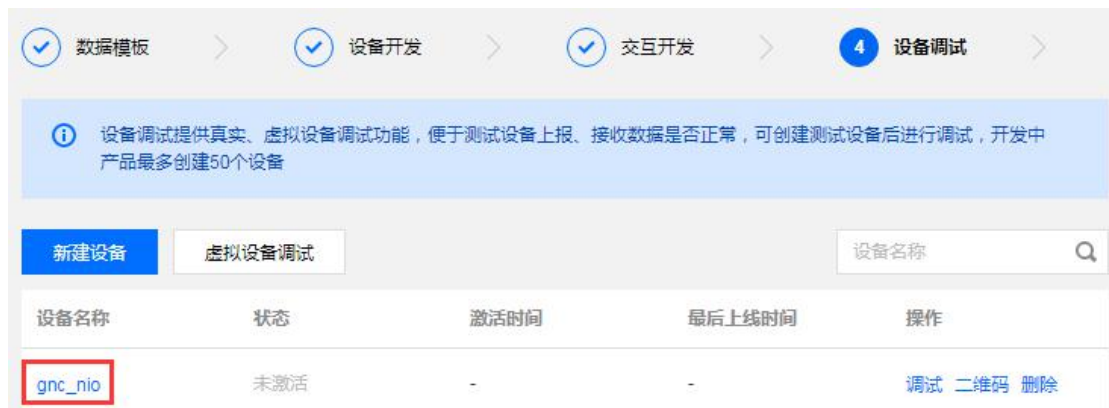 数据模板 设备开发 交互开发 4 设备调试
设备调试提供真实、虚拟设备调试功能，便于测试设备上报、接收数据是否正常，可创建测试设备后进行调试，开发中
产品最多创建50个设备
新建设备 虚拟设备调试 设备名称
设备名称 状态 激活时间 最后上线时间 操作
gnc_nio 未激活 - - 调试 二维码 删除